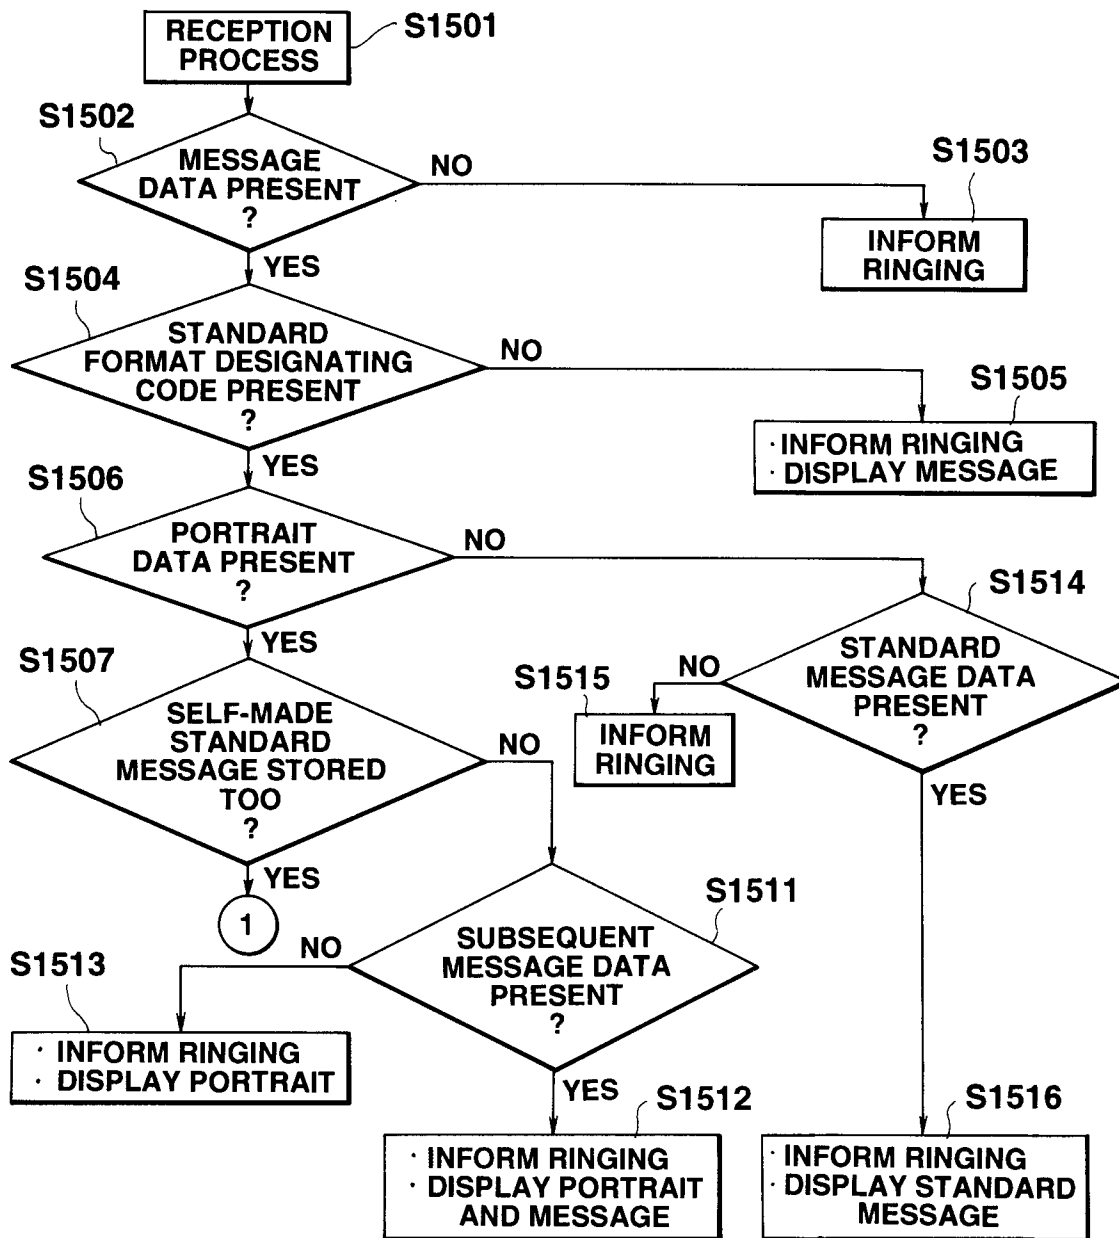 RECEPTION
PROCESS
S1501
S1502
MESSAGE
DATA PRESENT
?
NO
S1503
INFORM
RINGING
YES
S1504
STANDARD
FORMAT DESIGNATING
CODE PRESENT
?
NO
S1505
· INFORM RINGING
· DISPLAY MESSAGE
YES
S1506
PORTRAIT
DATA PRESENT
?
NO
S1514
STANDARD
MESSAGE DATA
PRESENT
?
NO
S1515
INFORM
RINGING
YES
YES
S1507
SELF-MADE
STANDARD
MESSAGE STORED
TOO
?
NO
YES
1
S1511
SUBSEQUENT
MESSAGE DATA
PRESENT
?
NO
S1513
· INFORM RINGING
· DISPLAY PORTRAIT
YES
S1512
· INFORM RINGING
· DISPLAY PORTRAIT
AND MESSAGE
S1516
· INFORM RINGING
· DISPLAY STANDARD
MESSAGE